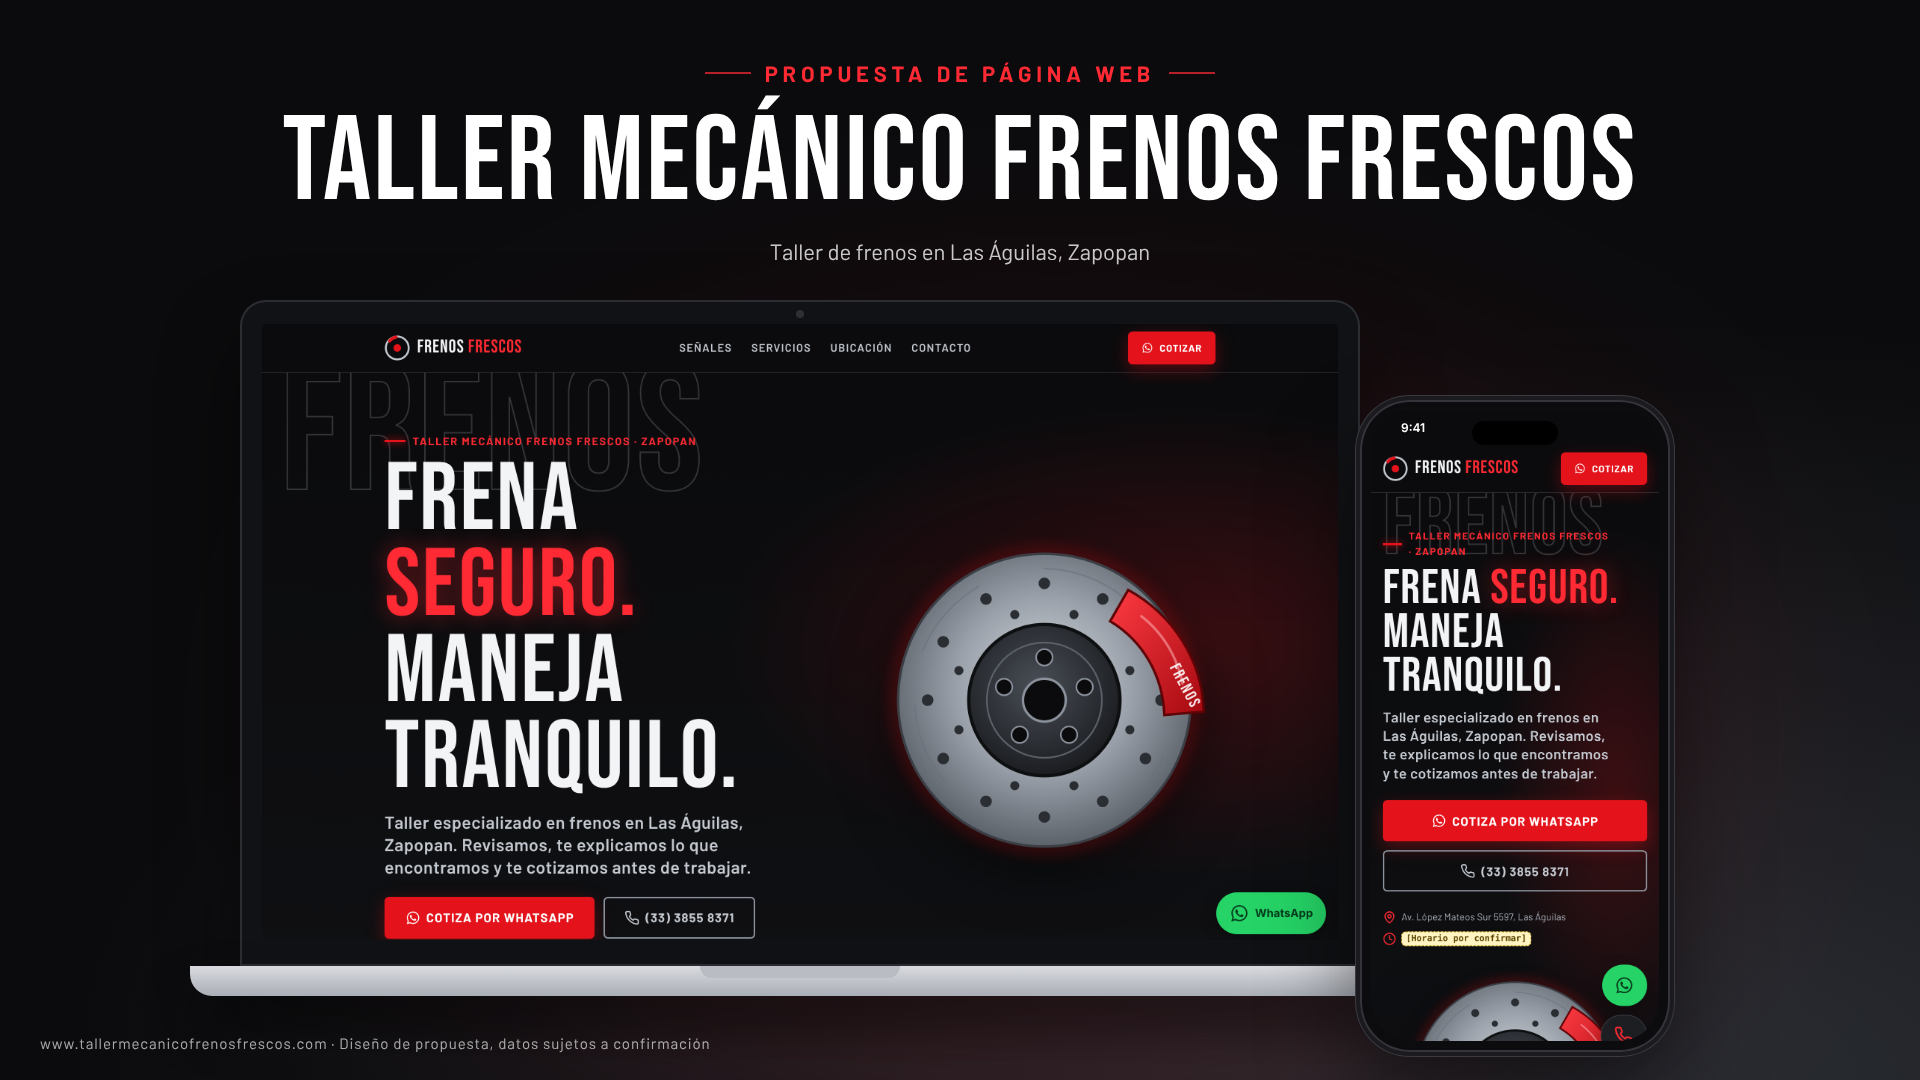 PROPUESTA DE PÁGINA WEB
TALLER MECÁNICO FRENOS FRESCOS
Taller de frenos en Las Águilas, Zapopan
FRENOS FRESCOS
SEÑALES
SERVICIOS
UBICACIÓN
CONTACTO
COTIZAR
FRENOS
TALLER MECÁNICO FRENOS FRESCOS · ZAPOPAN
FRENA
SEGURO.
MANEJA
TRANQUILO.
Taller especializado en frenos en Las Águilas,
Zapopan. Revisamos, te explicamos lo que
encontramos y te cotizamos antes de trabajar.
COTIZA POR WHATSAPP
(33) 3855 8371
FRENOS
WhatsApp
9:41
FRENOS FRESCOS
COTIZAR
FRENOS
TALLER MECÁNICO FRENOS FRESCOS
· ZAPOPAN
FRENA SEGURO.
MANEJA
TRANQUILO.
Taller especializado en frenos en
Las Águilas, Zapopan. Revisamos,
te explicamos lo que encontramos
y te cotizamos antes de trabajar.
COTIZA POR WHATSAPP
(33) 3855 8371
Av. López Mateos Sur 5597, Las Águilas
[Horario por confirmar]
www.tallermecanicofrenosfrescos.com · Diseño de propuesta, datos sujetos a confirmación